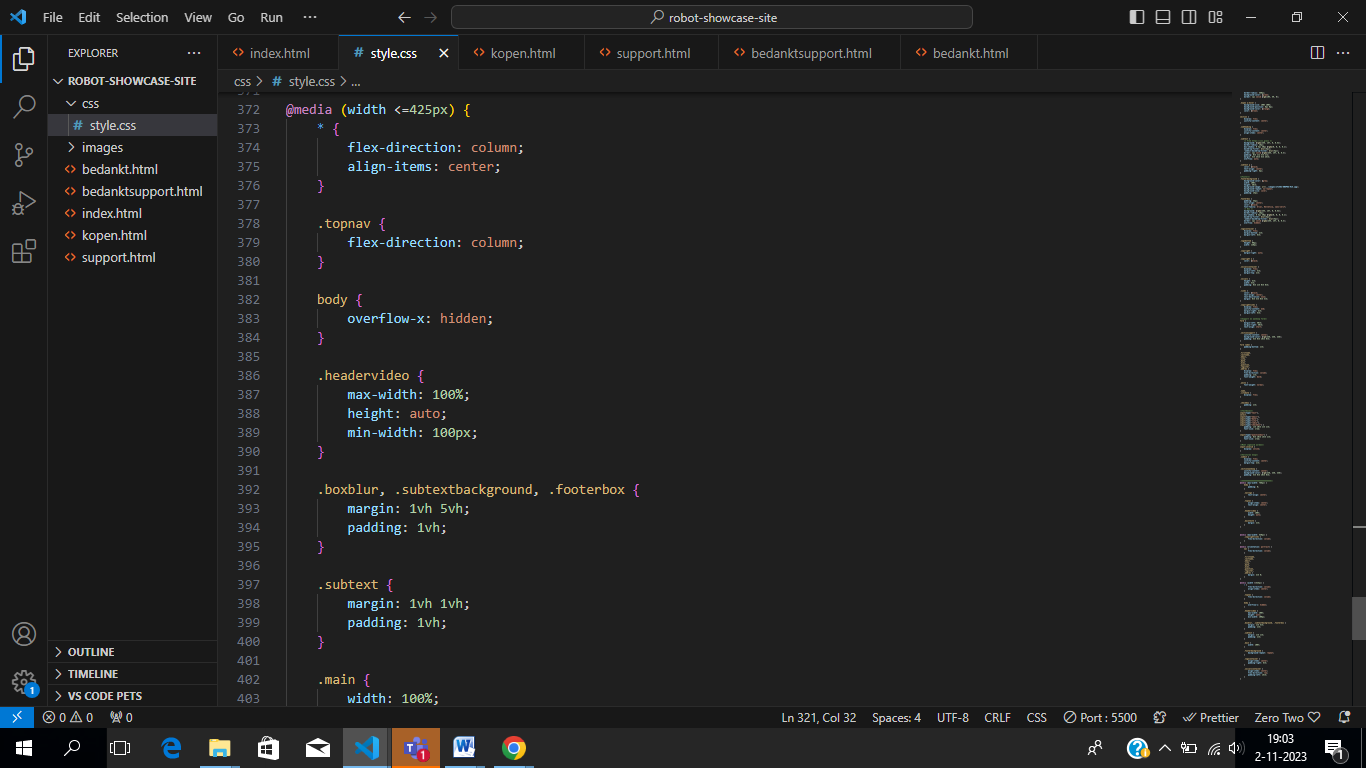 File Edit Selection View Go Run ··· robot-showcase-site
EXPLORER ···
ROBOT-SHOWCASE-SITE
css
# style.css
images
<> bedankt.html
<> bedanktsupport.html
<> index.html
<> kopen.html
<> support.html
OUTLINE
TIMELINE
VS CODE PETS
1
<> index.html # style.css <> kopen.html <> support.html <> bedanktsupport.html <> bedankt.html ···
css > # style.css > ...
371
372 @media (width <=425px) {
373 * {
374 flex-direction: column;
375 align-items: center;
376 }
377
378 .topnav {
379 flex-direction: column;
380 }
381
382 body {
383 overflow-x: hidden;
384 }
385
386 .headervideo {
387 max-width: 100%;
388 height: auto;
389 min-width: 100px;
390 }
391
392 .boxblur, .subtextbackground, .footerbox {
393 margin: 1vh 5vh;
394 padding: 1vh;
395 }
396
397 .subtext {
398 margin: 1vh 1vh;
399 padding: 1vh;
400 }
401
402 .main {
403 width: 100%;
0 0 0 Ln 321, Col 32 Spaces: 4 UTF-8 CRLF CSS Port : 5500 Prettier Zero Two
1
19:03
2-11-2023
1